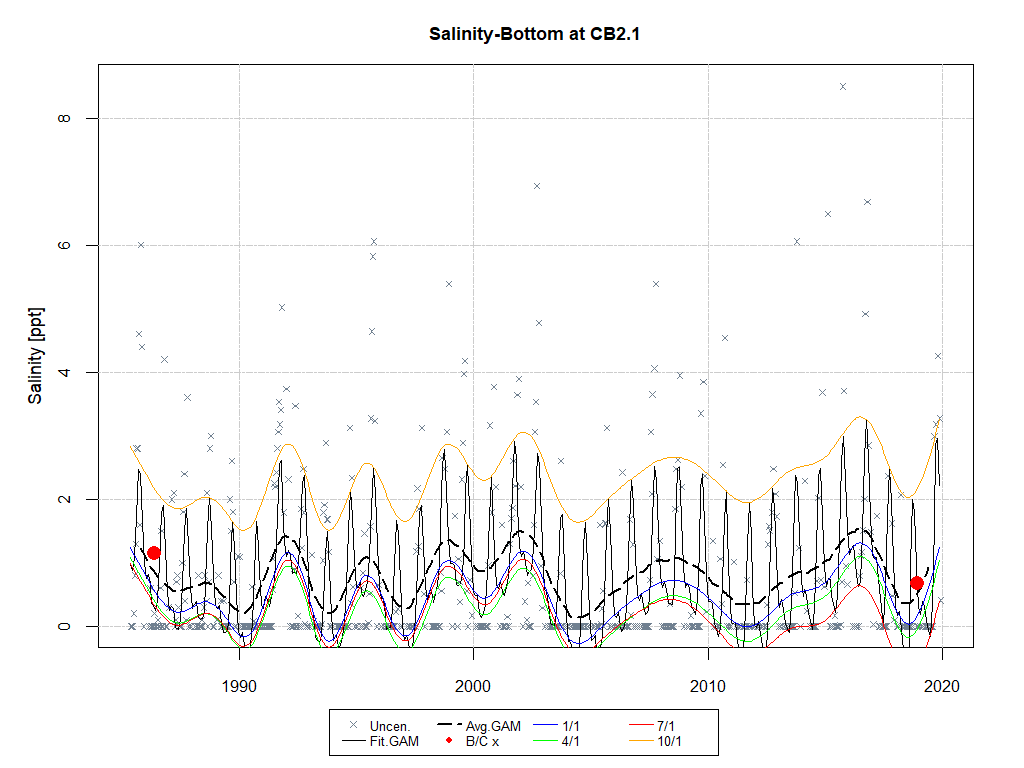 Salinity-Bottom at CB2.1
Salinity [ppt]
8
6
4
2
0
1990 2000 2010 2020
Uncen. Avg.GAM 1/1 7/1
Fit.GAM B/C x 4/1 10/1